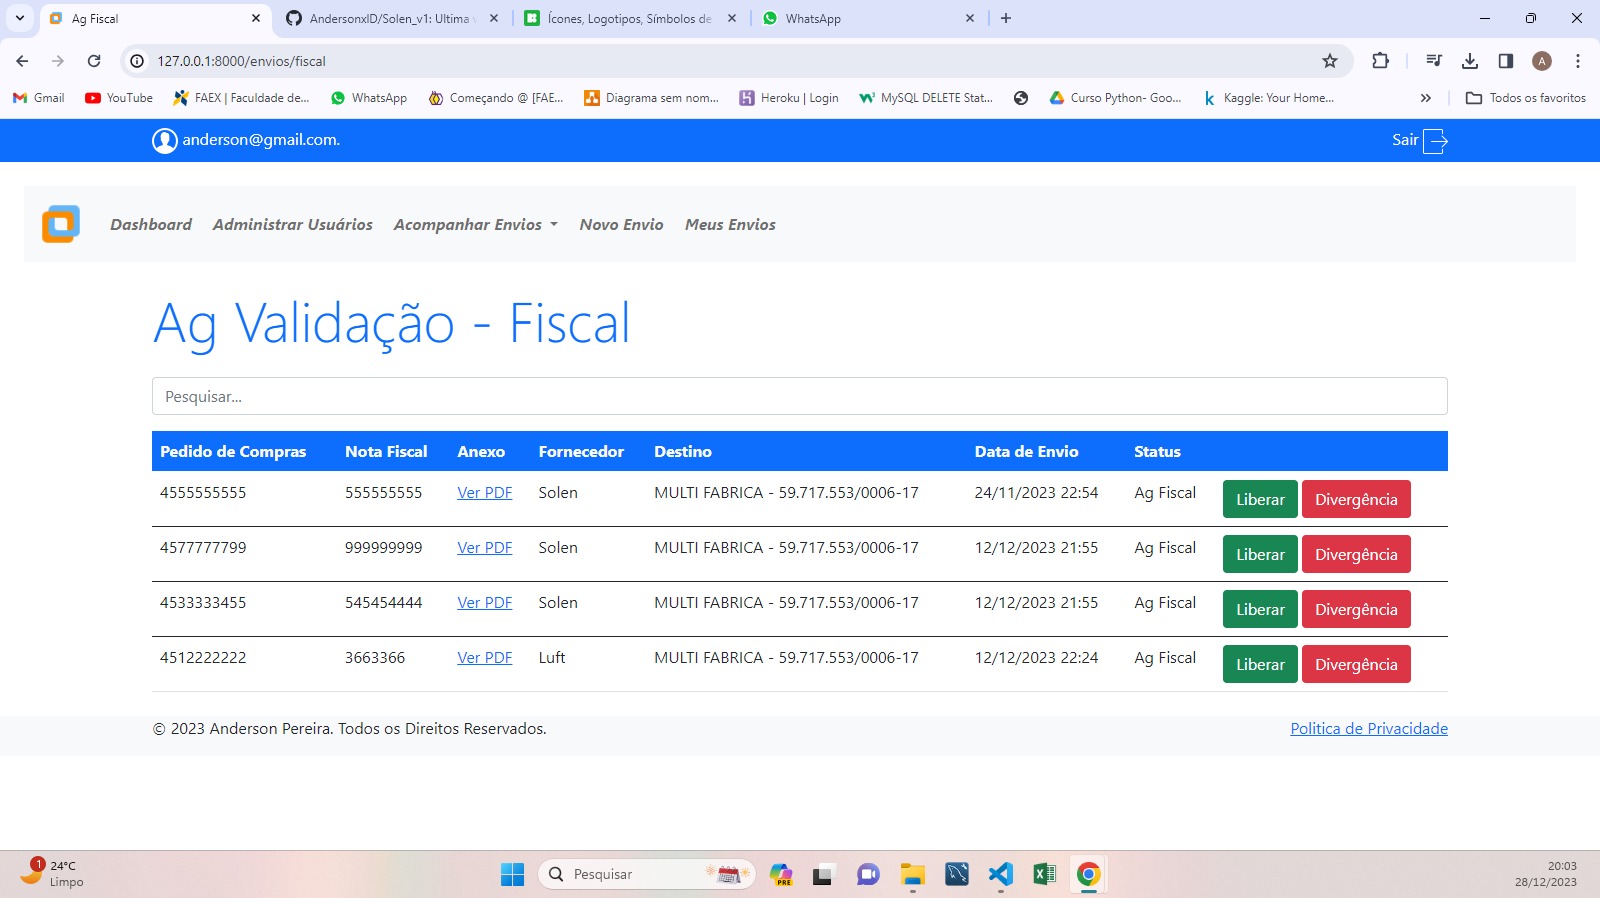 Ag Fiscal
AndersonxlD/Solen_v1: Ultima v
Ícones, Logotipos, Símbolos de
WhatsApp
127.0.0.1:8000/envios/fiscal
A
Gmail YouTube FAEX | Faculdade de... WhatsApp Começando @ [FAE... Diagrama sem nom... Heroku | Login MySQL DELETE Stat... Curso Python- Goo... Kaggle: Your Home... Todos os favoritos
anderson@gmail.com. Sair
Dashboard Administrar Usuários Acompanhar Envios Novo Envio Meus Envios
Ag Validação - Fiscal
Pesquisar...
Pedido de Compras Nota Fiscal Anexo Fornecedor Destino Data de Envio Status
4555555555 555555555 Ver PDF Solen MULTI FABRICA - 59.717.553/0006-17 24/11/2023 22:54 Ag Fiscal Liberar Divergência
4577777799 999999999 Ver PDF Solen MULTI FABRICA - 59.717.553/0006-17 12/12/2023 21:55 Ag Fiscal Liberar Divergência
4533333455 545454444 Ver PDF Solen MULTI FABRICA - 59.717.553/0006-17 12/12/2023 21:55 Ag Fiscal Liberar Divergência
4512222222 3663366 Ver PDF Luft MULTI FABRICA - 59.717.553/0006-17 12/12/2023 22:24 Ag Fiscal Liberar Divergência
© 2023 Anderson Pereira. Todos os Direitos Reservados. Politica de Privacidade
1
24°C
Limpo
Pesquisar
PRE
20:03
28/12/2023